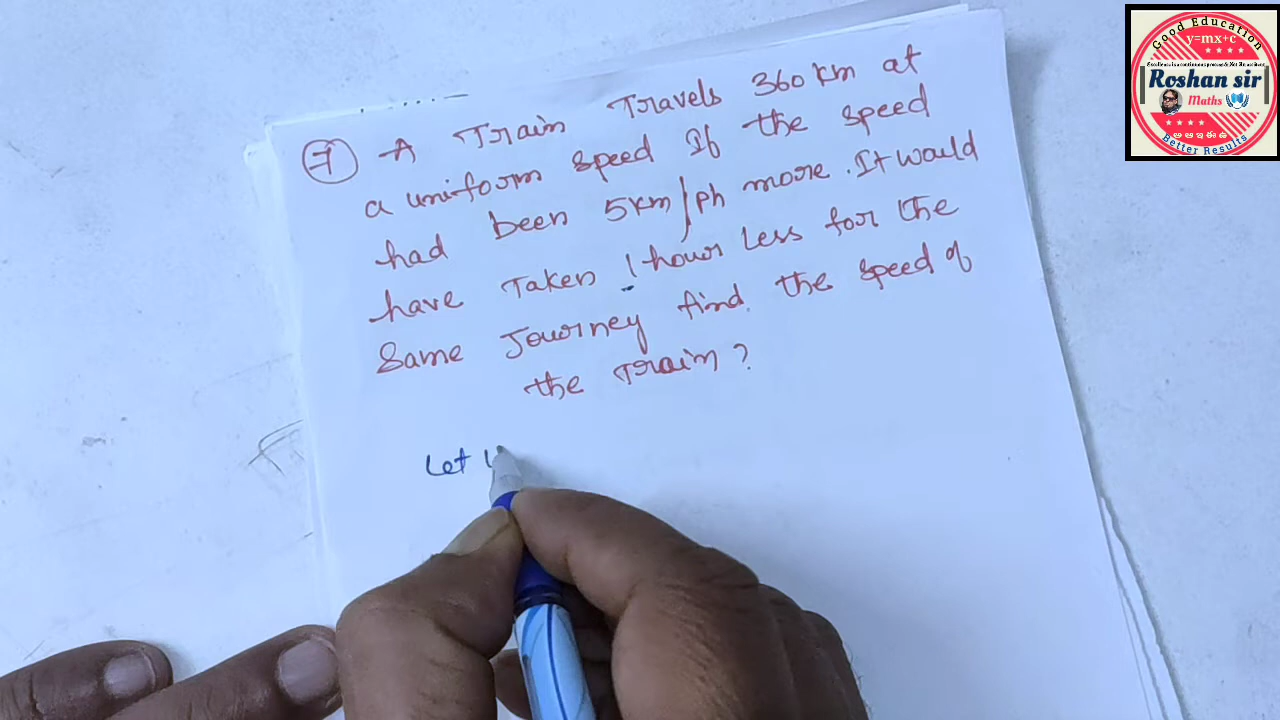 7 A Train Travels 360 km at
a uniform speed If the speed
had been 5km/ph more. It would
have Taken 1 hour less for the
Same Journey find the speed of
the Train?
Let
Good Education
y=mx+c
Roshan sir
Maths
Better Results